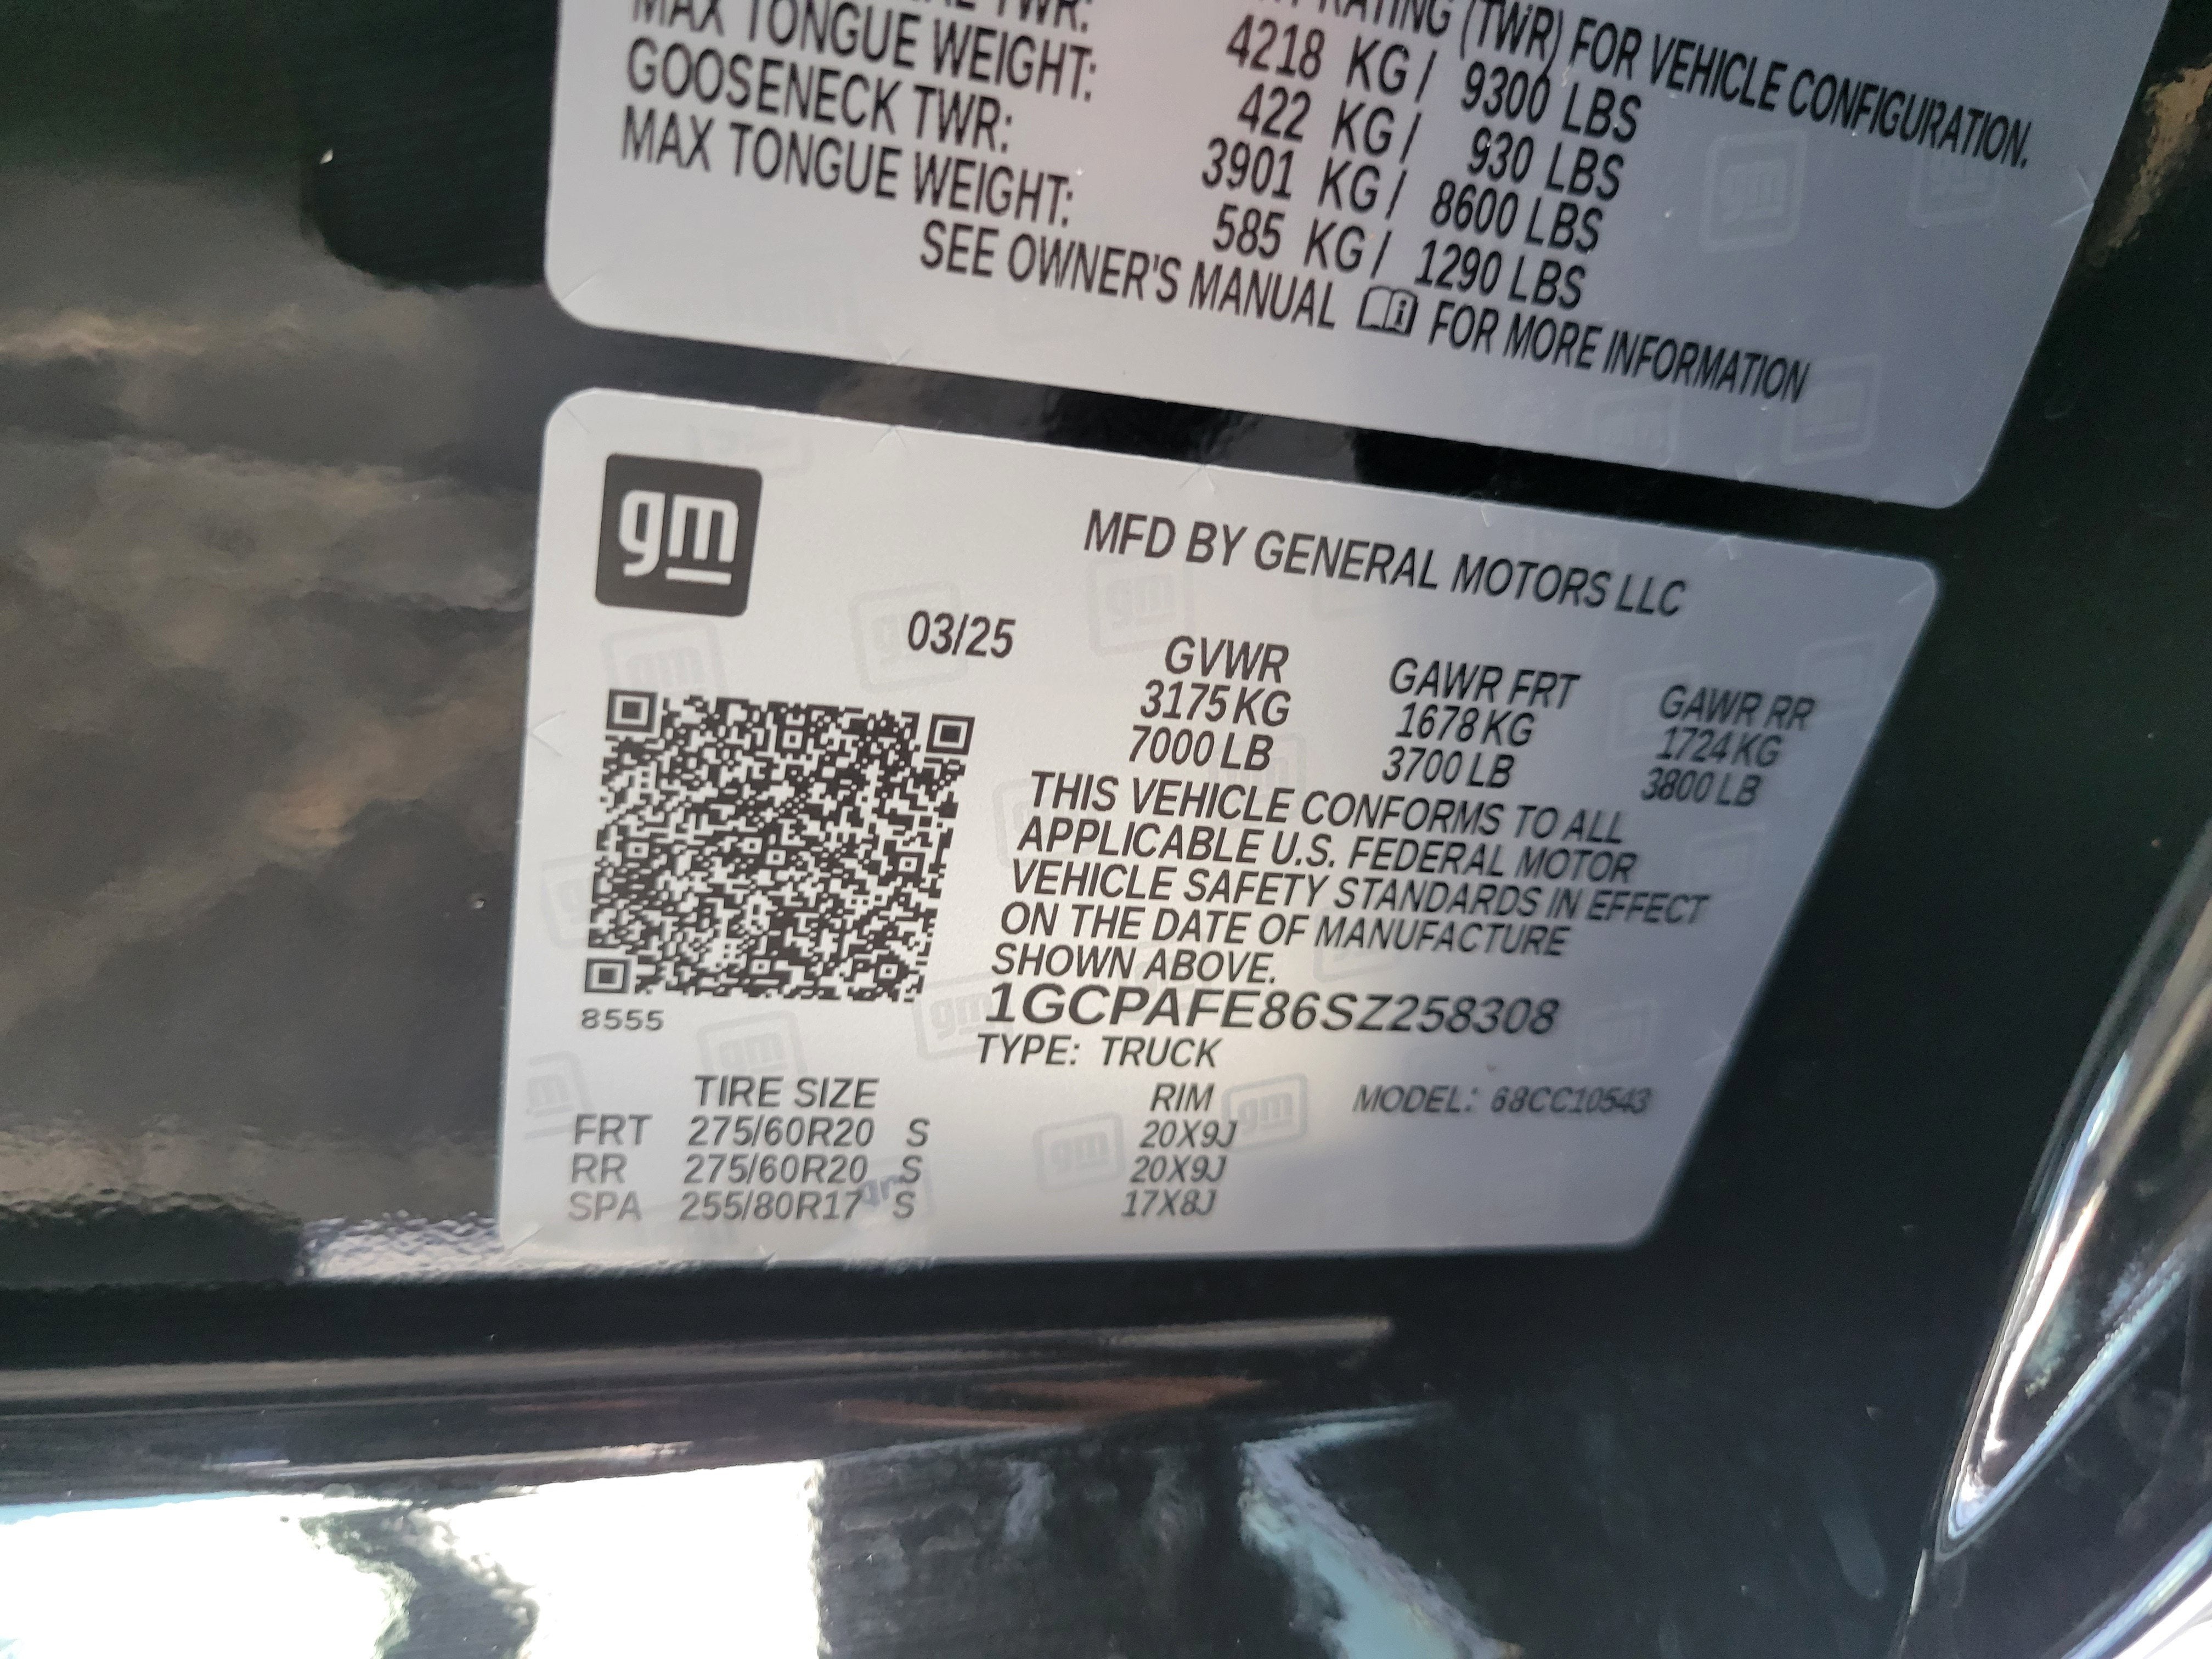 TWR:
RATING (TWR) FOR VEHICLE CONFIGURATION.
MAX TONGUE WEIGHT: 4218 KG / 9300 LBS
GOOSENECK TWR: 422 KG / 930 LBS
MAX TONGUE WEIGHT: 3901 KG / 8600 LBS
585 KG / 1290 LBS
SEE OWNER'S MANUAL FOR MORE INFORMATION
gm
MFD BY GENERAL MOTORS LLC
03/25
GVWR GAWR FRT GAWR RR
3175 KG 1678 KG 1724 KG
7000 LB 3700 LB 3800 LB
THIS VEHICLE CONFORMS TO ALL
APPLICABLE U.S. FEDERAL MOTOR
VEHICLE SAFETY STANDARDS IN EFFECT
ON THE DATE OF MANUFACTURE
SHOWN ABOVE.
1GCPAFE86SZ258308
8555
TYPE: TRUCK
TIRE SIZE RIM MODEL: 68CC10543
FRT 275/60R20 S 20X9J
RR 275/60R20 S 20X9J
SPA 255/80R17 S 17X8J